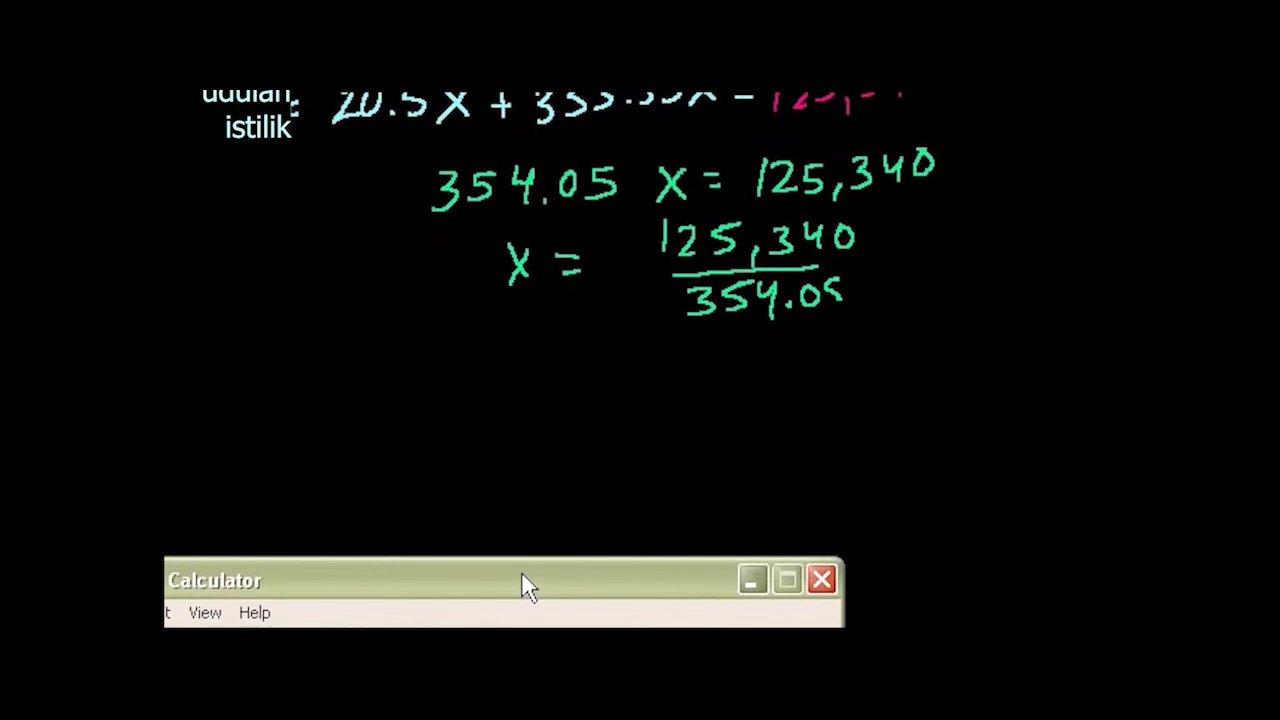 istilik
354.05 x = 125,340
x = 125,340
354.05
Calculator
View Help